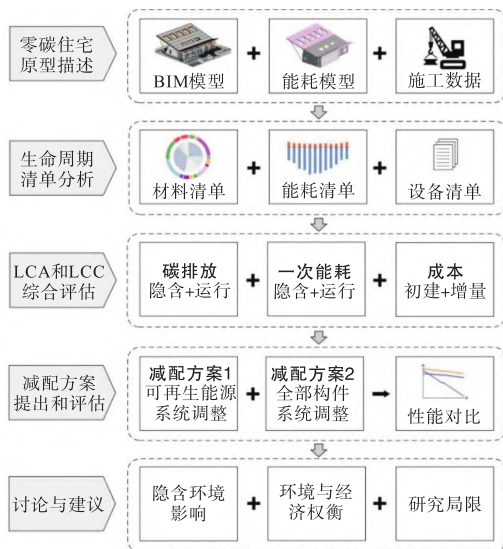 零碳住宅
原型描述
BIM模型
能耗模型
施工数据
生命周期
清单分析
材料清单
能耗清单
设备清单
LCA和LCC
综合评估
碳排放
隐含+运行
一次能耗
隐含+运行
成本
初建+增量
减配方案
提出和评估
减配方案1
可再生能源
系统调整
减配方案2
全部构件
系统调整
性能对比
讨论与建议
隐含环境
影响
环境与经
济权衡
研究局限